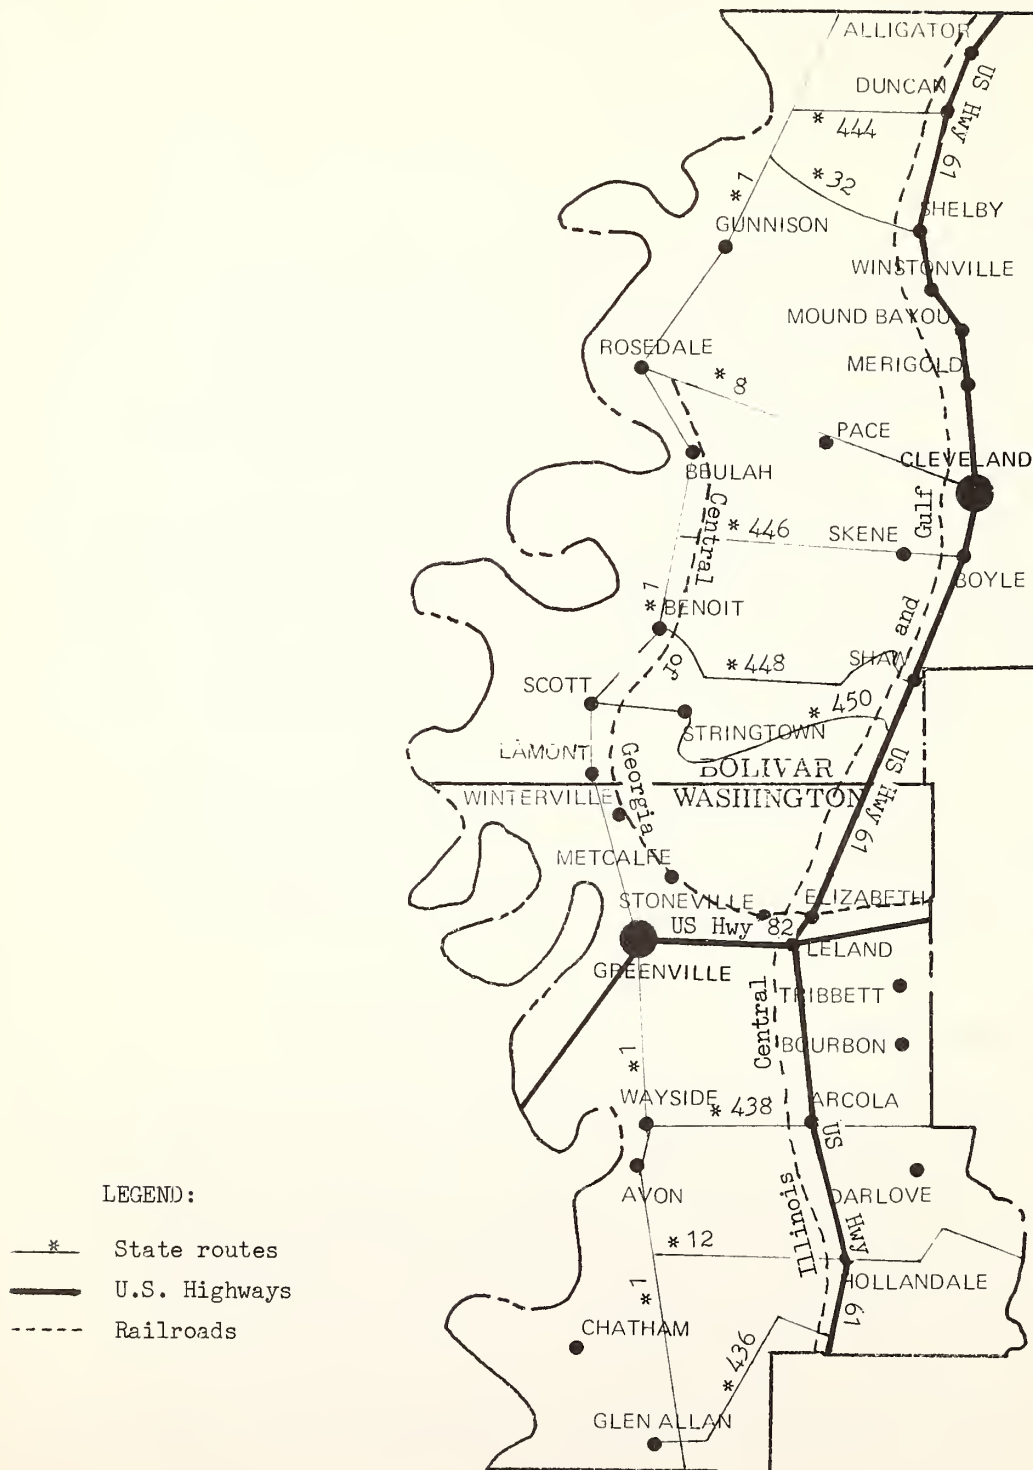 ALLIGATOR
US Hwy 61
DUNCAN
* 444
* 32
* 1
SHELBY
GUNNISON
WINSTONVILLE
MOUND BAYOU
ROSEDALE
MERIGOLD
* 8
PACE
CLEVELAND
BEULAH
Central
Gulf
* 446
SKENE
BOYLE
* 1
BENOIT
and
of
* 448
SHAW
SCOTT
* 450
STRINGTOWN
LAMONT
Georgia
BOLIVAR
US Hwy 61
WINTERVILLE
WASHINGTON
METCALFE
STONEVILLE
ELIZABETH
US Hwy 82
LELAND
GREENVILLE
Central
TRIBBETT
BOURBON
* 1
WAYSIDE
* 438
ARCOLA
US
LEGEND:
AVON
Illinois
DARLOVE
* State routes
* 12
Hwy
U.S. Highways
HOLLANDALE
* 1
61
Railroads
CHATHAM
* 436
GLEN ALLAN